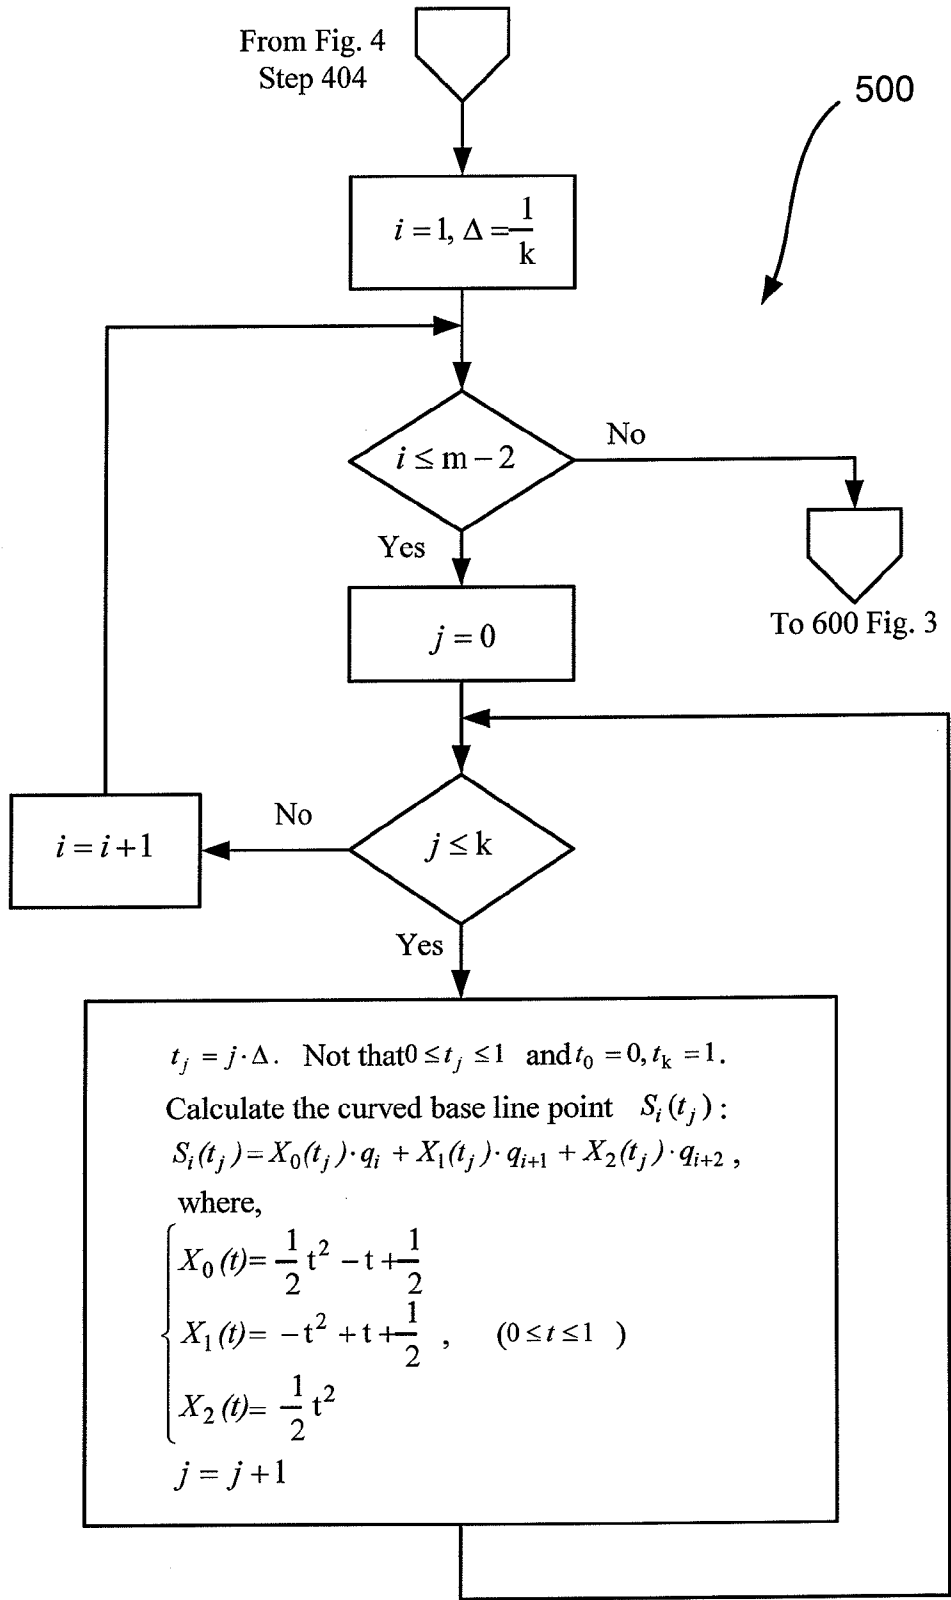 From Fig. 4
Step 404
500
i = 1, Δ = 1/k
i ≤ m − 2
No
Yes
To 600 Fig. 3
j = 0
i = i + 1
No
j ≤ k
Yes
t_j = j · Δ. Not that 0 ≤ t_j ≤ 1 and t_0 = 0, t_k = 1.
Calculate the curved base line point S_i(t_j) :
S_i(t_j) = X_0(t_j) · q_i + X_1(t_j) · q_{i+1} + X_2(t_j) · q_{i+2} ,
where,
X_0(t) = 1/2 t² − t + 1/2
X_1(t) = −t² + t + 1/2 , (0 ≤ t ≤ 1 )
X_2(t) = 1/2 t²
j = j + 1